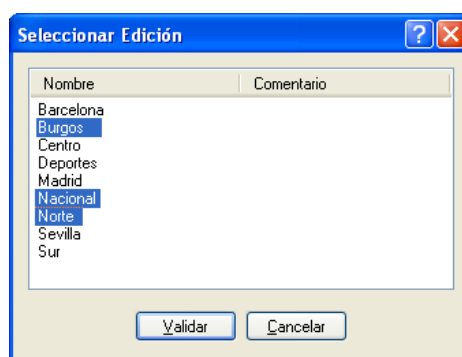 Seleccionar Edición
Nombre Comentario
Barcelona
Burgos
Centro
Deportes
Madrid
Nacional
Norte
Sevilla
Sur
Validar Cancelar